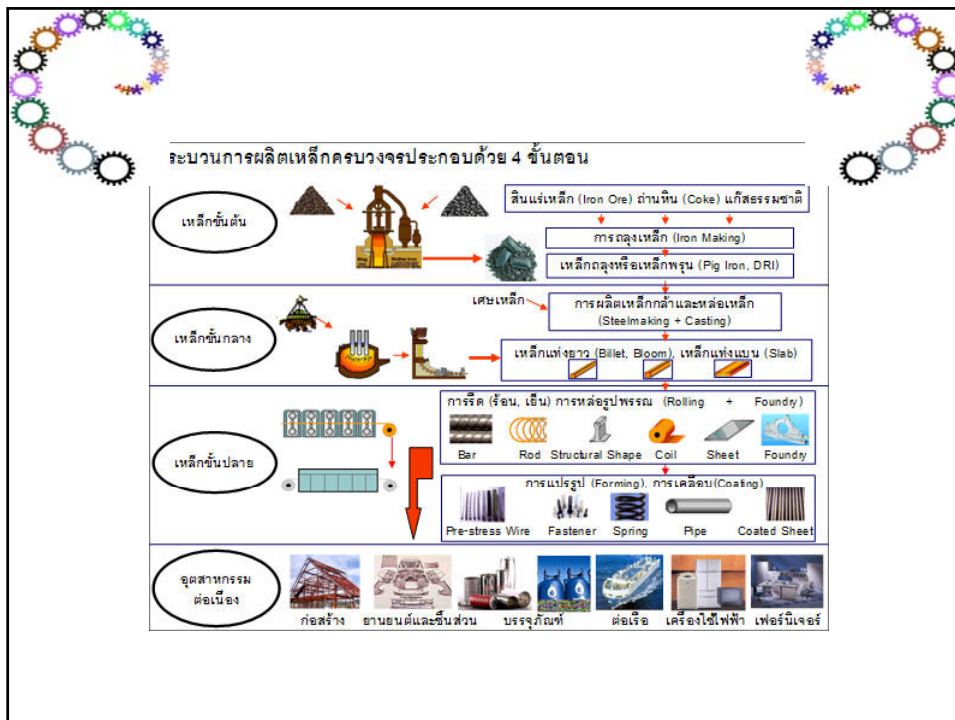 ระบวนการผลิตเหล็กครบวงจรประกอบด้วย 4 ขั้นตอน
เหล็กขั้นต้น
สินแร่เหล็ก (Iron Ore) ถ่านหิน (Coke) แก๊สธรรมชาติ
การถลุงเหล็ก (Iron Making)
เหล็กถลุงหรือเหล็กพรุน (Pig Iron, DRI)
เหล็กขั้นกลาง
เศษเหล็ก
การผลิตเหล็กกล้าและหล่อเหล็ก
(Steelmaking + Casting)
เหล็กแท่งยาว (Billet, Bloom), เหล็กแท่งแบน (Slab)
เหล็กขั้นปลาย
การรีด (ร้อน, เย็น) การหล่อรูปพรรณ (Rolling + Foundry)
Bar Rod Structural Shape Coil Sheet Foundry
การแปรรูป (Forming), การเคลือบ(Coating)
Pre-stress Wire Fastener Spring Pipe Coated Sheet
อุตสาหกรรม
ต่อเนื่อง
ก่อสร้าง ยานยนต์และชิ้นส่วน บรรจุภัณฑ์ ต่อเรือ เครื่องใช้ไฟฟ้า เฟอร์นิเจอร์